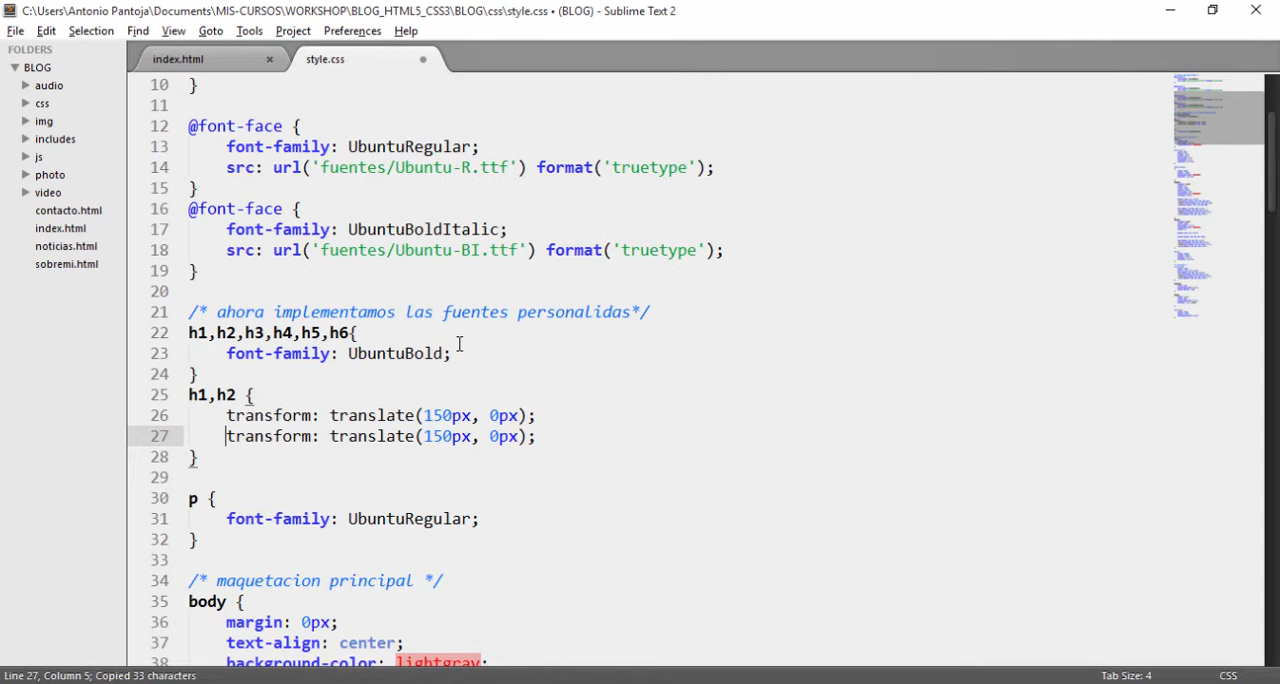 C:\Users\Antonio Pantoja\Documents\MIS-CURSOS\WORKSHOP\BLOG_HTML5_CSS3\BLOG\css\style.css • (BLOG) - Sublime Text 2
File Edit Selection Find View Goto Tools Project Preferences Help
FOLDERS
BLOG
audio
css
img
includes
js
photo
video
contacto.html
index.html
noticias.html
sobremi.html
index.html × style.css
10 }
11
12 @font-face {
13 font-family: UbuntuRegular;
14 src: url('fuentes/Ubuntu-R.ttf') format('truetype');
15 }
16 @font-face {
17 font-family: UbuntuBoldItalic;
18 src: url('fuentes/Ubuntu-BI.ttf') format('truetype');
19 }
20
21 /* ahora implementamos las fuentes personalidas*/
22 h1,h2,h3,h4,h5,h6{
23 font-family: UbuntuBold;
24 }
25 h1,h2 {
26 transform: translate(150px, 0px);
27 transform: translate(150px, 0px);
28 }
29
30 p {
31 font-family: UbuntuRegular;
32 }
33
34 /* maquetacion principal */
35 body {
36 margin: 0px;
37 text-align: center;
38 background-color: lightgray;
Line 27, Column 5; Copied 33 characters
Tab Size: 4
CSS